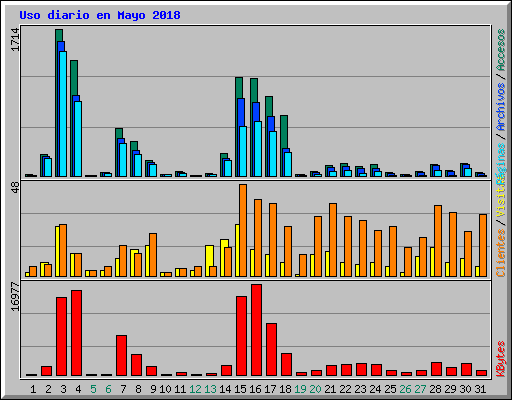 Uso diario en Mayo 2018
1714
48
16977
Accesos / Archivos / Páginas
Clientes / Visitas
KBytes
1 2 3 4 5 6 7 8 9 10 11 12 13 14 15 16 17 18 19 20 21 22 23 24 25 26 27 28 29 30 31